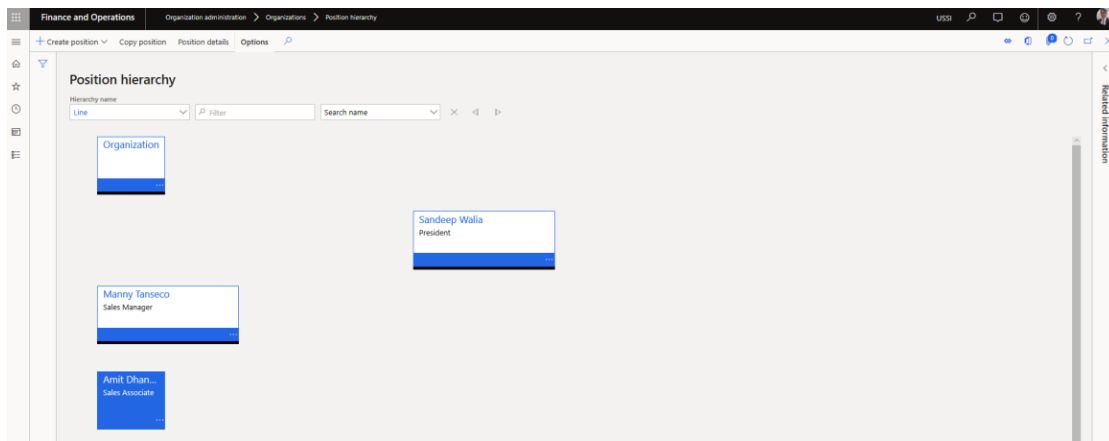 Finance and Operations Organization administration > Organizations > Position hierarchy USSI ?
+ Create position Copy position Position details Options 0
Position hierarchy
Hierarchy name
Line Filter Search name
Related information
Organization
...
Sandeep Walia
President
...
Manny Tanseco
Sales Manager
...
Amit Dhan...
Sales Associate
...